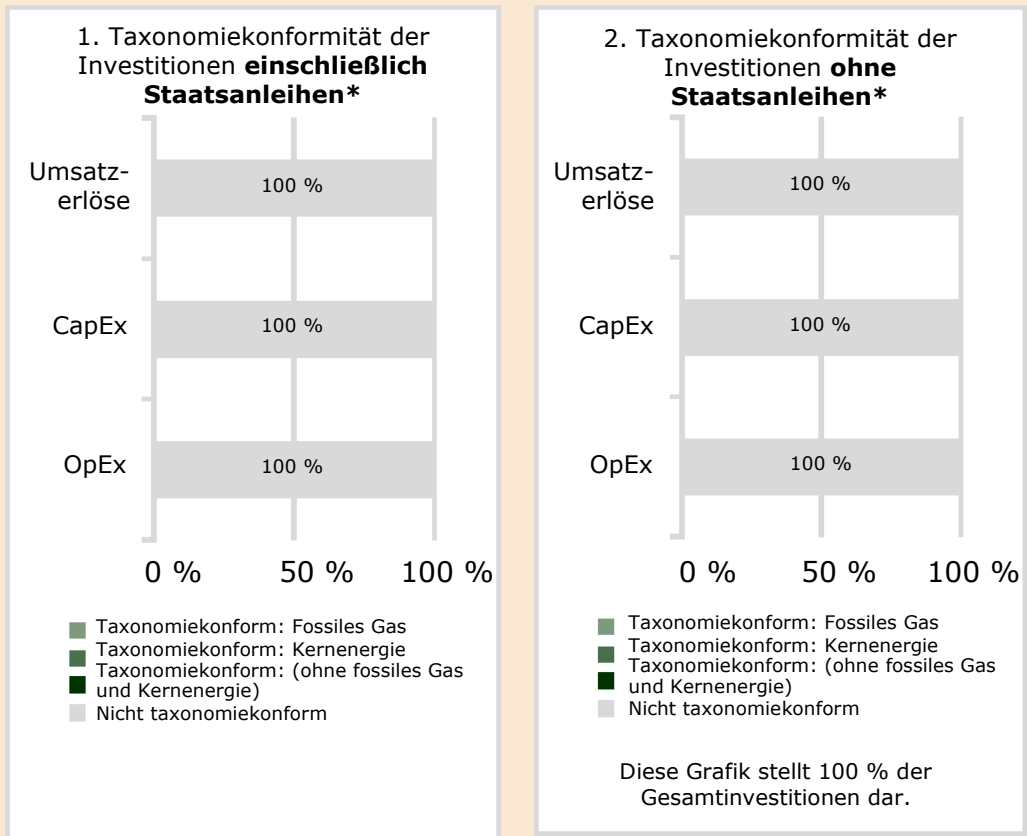 1. Taxonomiekonformität der
Investitionen einschließlich
Staatsanleihen*
Umsatz-
erlöse
100 %
CapEx
100 %
OpEx
100 %
0 % 50 % 100 %
Taxonomiekonform: Fossiles Gas
Taxonomiekonform: Kernenergie
Taxonomiekonform: (ohne fossiles Gas
und Kernenergie)
Nicht taxonomiekonform
2. Taxonomiekonformität der
Investitionen ohne
Staatsanleihen*
Umsatz-
erlöse
100 %
CapEx
100 %
OpEx
100 %
0 % 50 % 100 %
Taxonomiekonform: Fossiles Gas
Taxonomiekonform: Kernenergie
Taxonomiekonform: (ohne fossiles Gas
und Kernenergie)
Nicht taxonomiekonform
Diese Grafik stellt 100 % der
Gesamtinvestitionen dar.